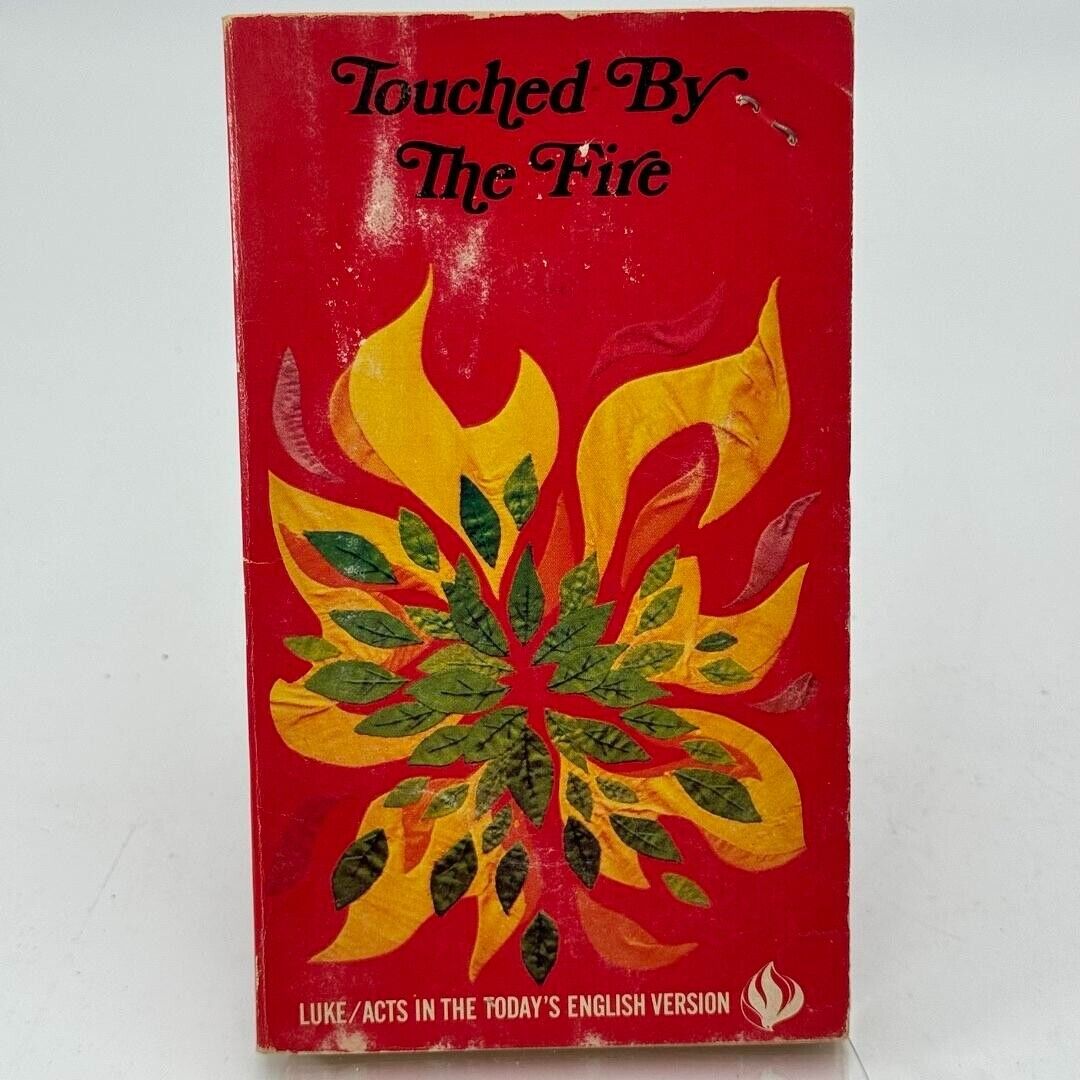 Touched By
The Fire
LUKE/ACTS IN THE TODAY'S ENGLISH VERSION